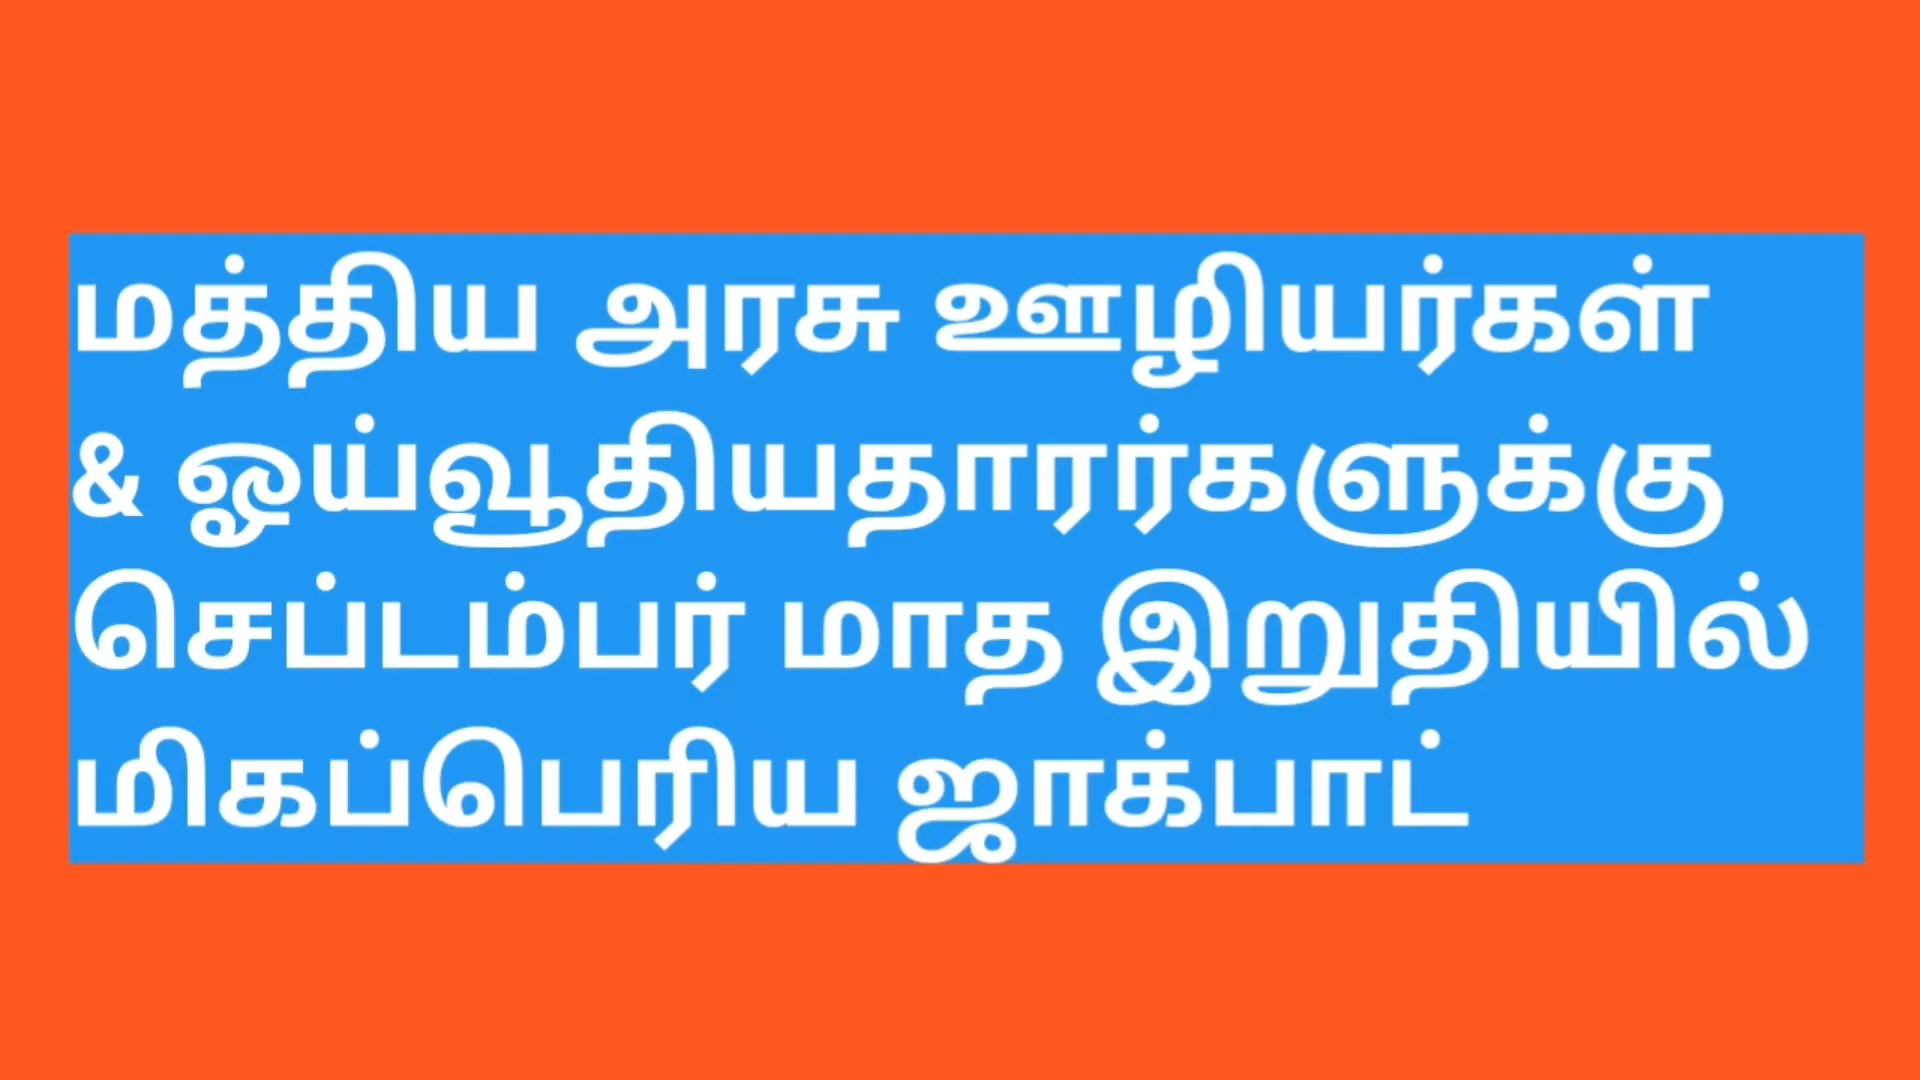 மத்திய அரசு ஊழியர்கள்
& ஓய்வூதியதாரர்களுக்கு
செப்டம்பர் மாத இறுதியில்
மிகப்பெரிய ஜாக்பாட்